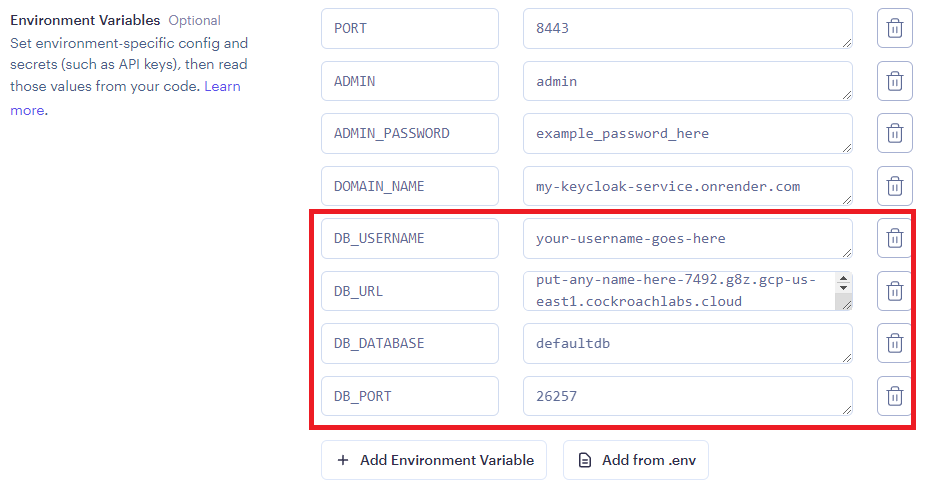 Environment Variables Optional
Set environment-specific config and
secrets (such as API keys), then read
those values from your code. Learn
more.
PORT 8443
ADMIN admin
ADMIN_PASSWORD example_password_here
DOMAIN_NAME my-keycloak-service.onrender.com
DB_USERNAME your-username-goes-here
DB_URL put-any-name-here-7492.g8z.gcp-us-
east1.cockroachlabs.cloud
DB_DATABASE defaultdb
DB_PORT 26257
+ Add Environment Variable Add from .env